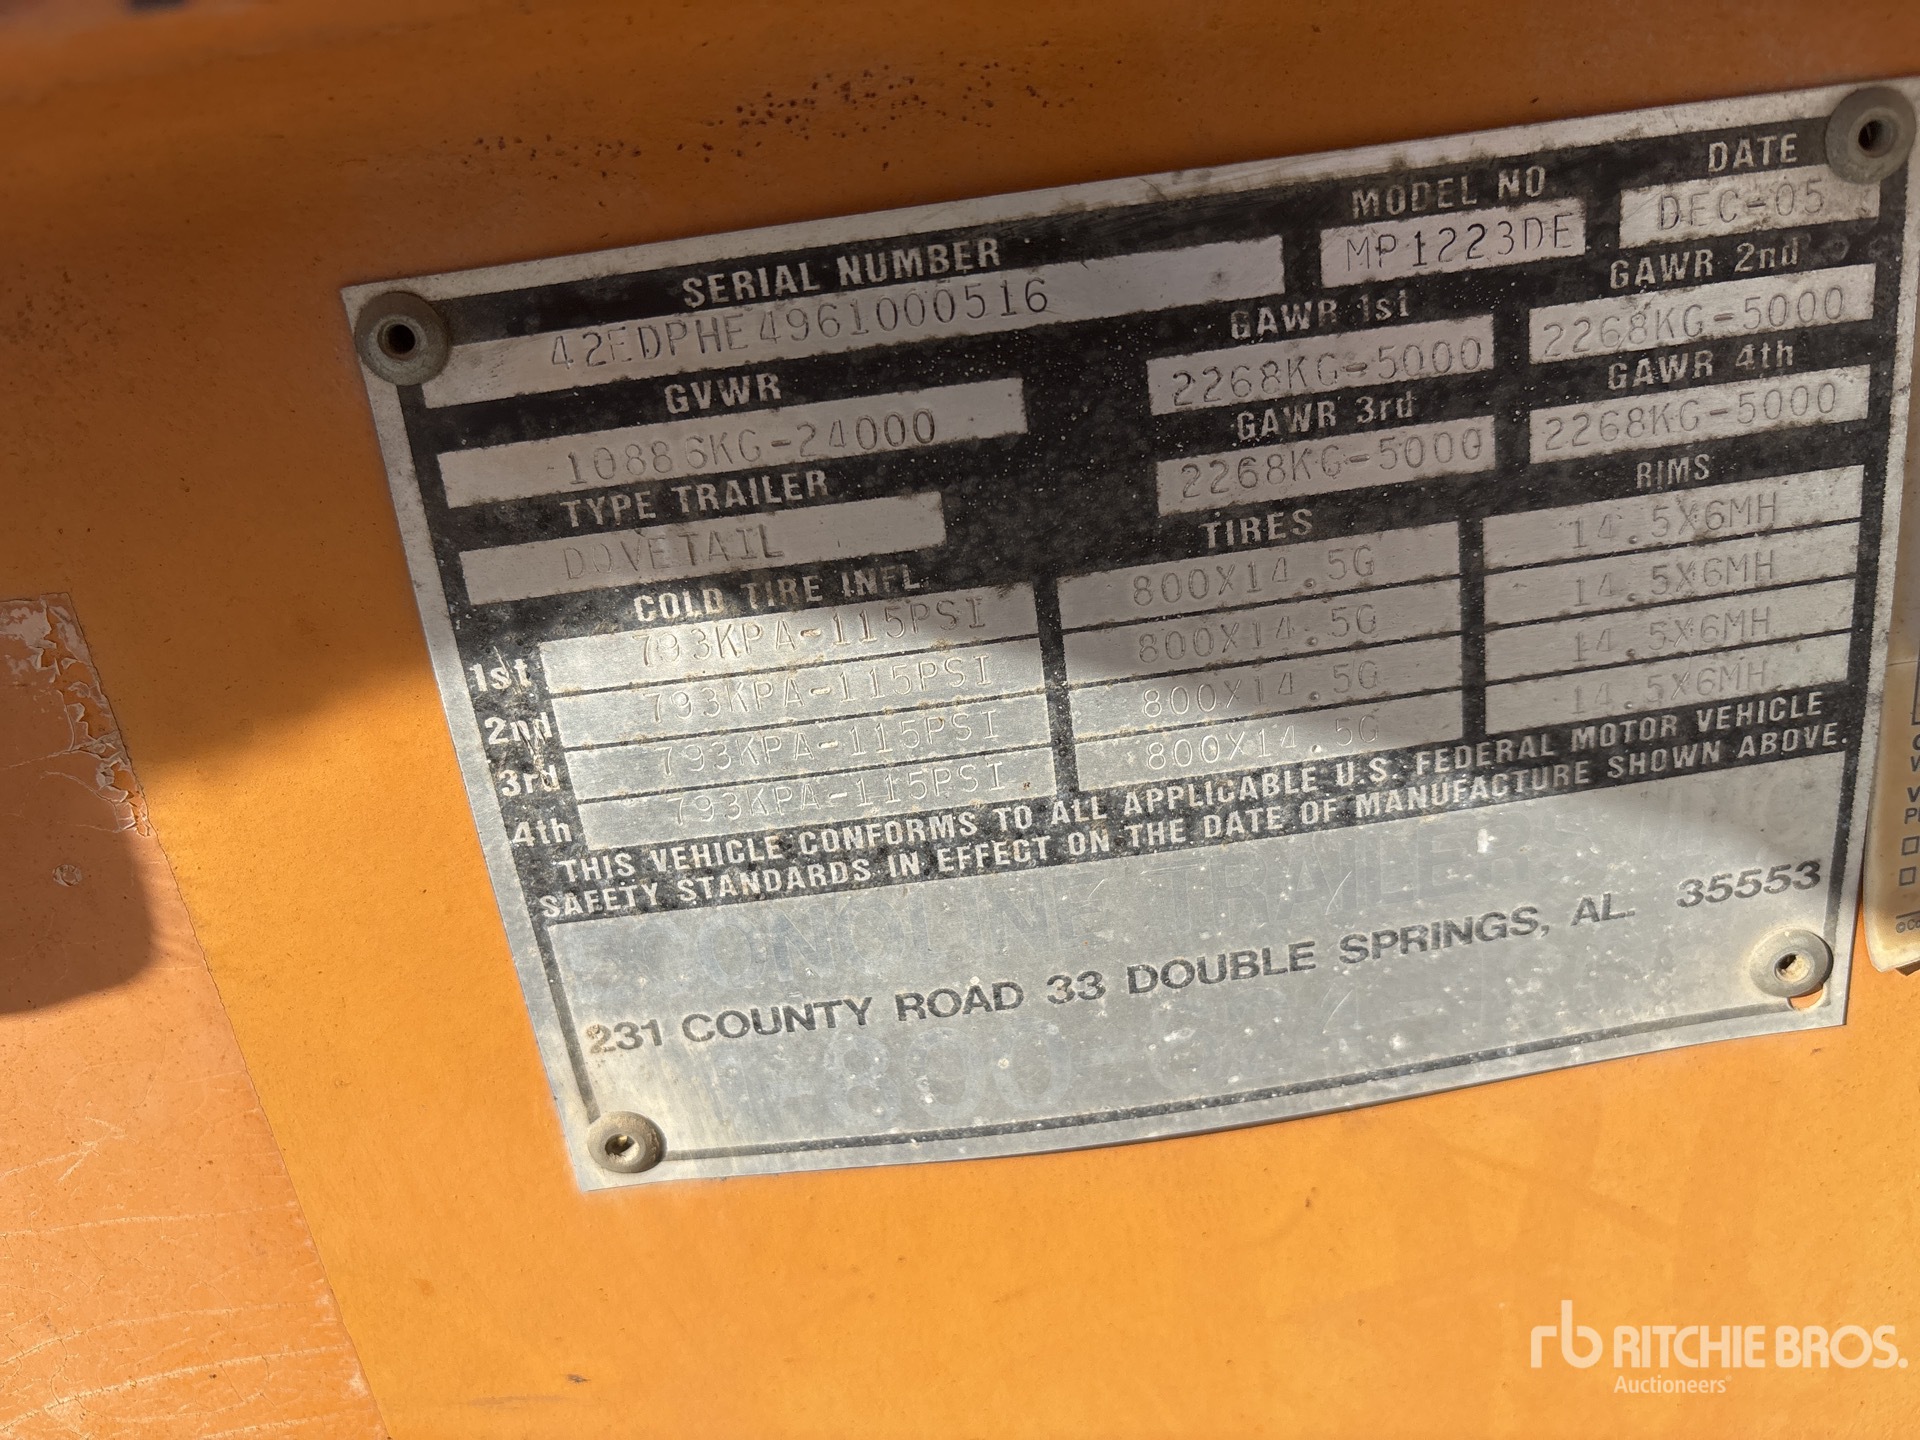 DATE
MODEL NO
DEC-05
SERIAL NUMBER
MP1223DE
42EDPHE4961000516
GAWR 1st
GAWR 2nd
GVWR
2268KG-5000
2268KG-5000
10886KG-24000
GAWR 3rd
GAWR 4th
TYPE TRAILER
2268KG-5000
2268KG-5000
DOVETAIL
COLD TIRE INFL.
TIRES
RIMS
1st 793KPA-115PSI 800X14.5G 14.5X6MH
2nd 793KPA-115PSI 800X14.5G 14.5X6MH
3rd 793KPA-115PSI 800X14.5G 14.5X6MH
4th 793KPA-115PSI 800X14.5G 14.5X6MH
THIS VEHICLE CONFORMS TO ALL APPLICABLE U.S. FEDERAL MOTOR VEHICLE
SAFETY STANDARDS IN EFFECT ON THE DATE OF MANUFACTURE SHOWN ABOVE.
TRAILERS
231 COUNTY ROAD 33 DOUBLE SPRINGS, AL. 35553
rb RITCHIE BROS.
Auctioneers